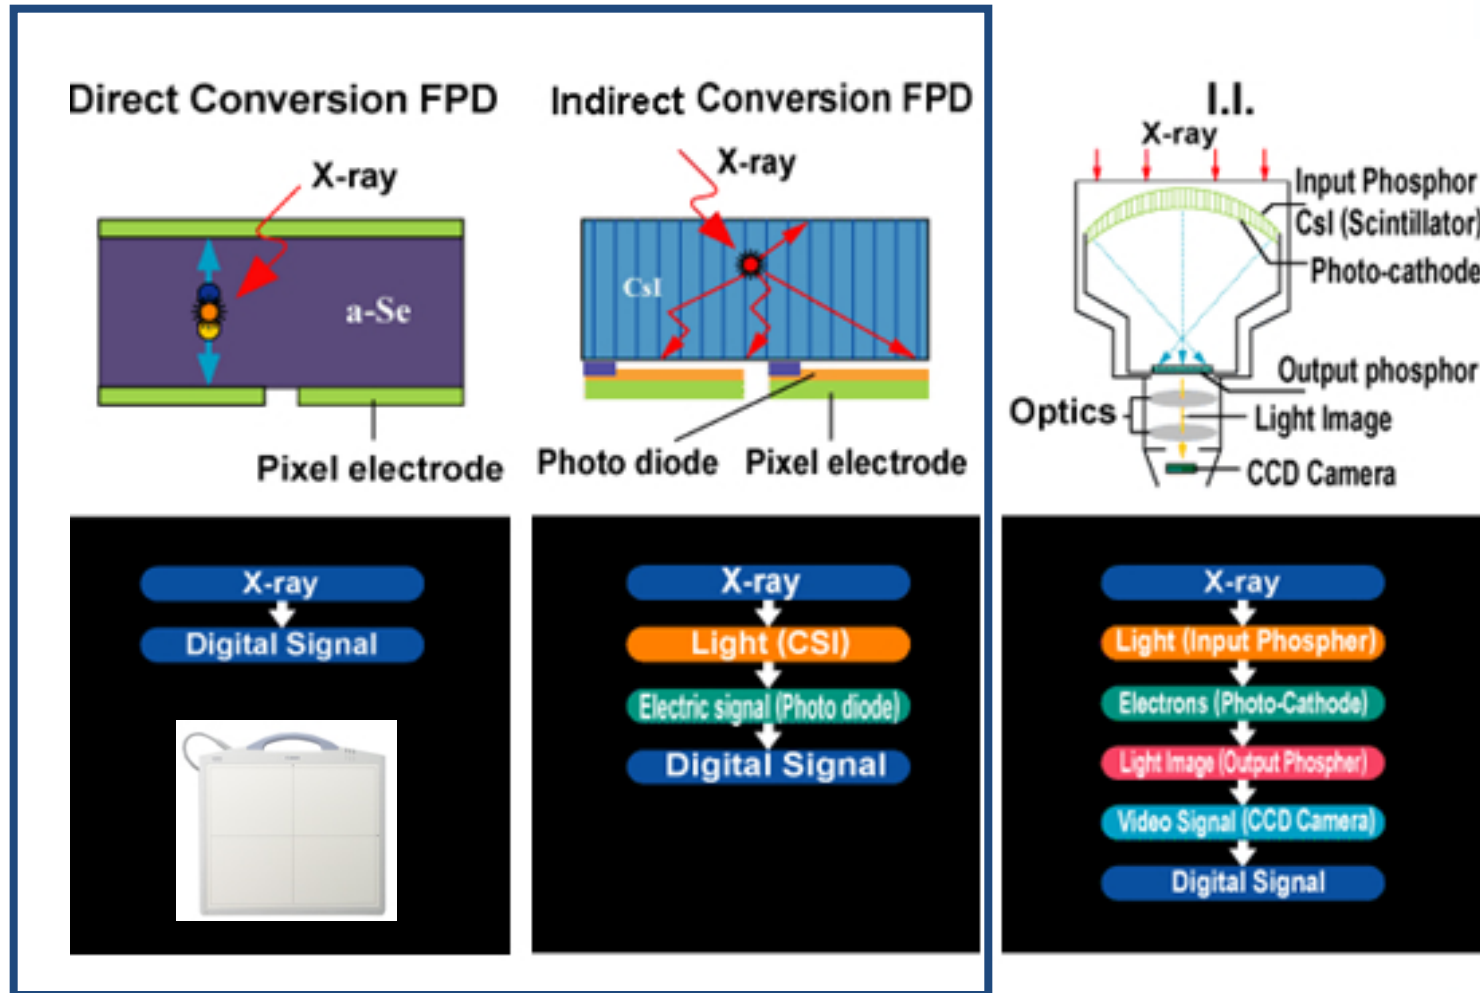 Direct Conversion FPD
X-ray
a-Se
Pixel electrode
X-ray
Digital Signal
Indirect Conversion FPD
X-ray
CsI
Photo diode
Pixel electrode
X-ray
Light (CSI)
Electric signal (Photo diode)
Digital Signal
I.I.
X-ray
Input Phosphor
CsI (Scintillator)
Photo-cathode
Output phosphor
Optics
Light Image
CCD Camera
X-ray
Light (Input Phospher)
Electrons (Photo-Cathode)
Light Image (Output Phospher)
Video Signal (CCD Camera)
Digital Signal